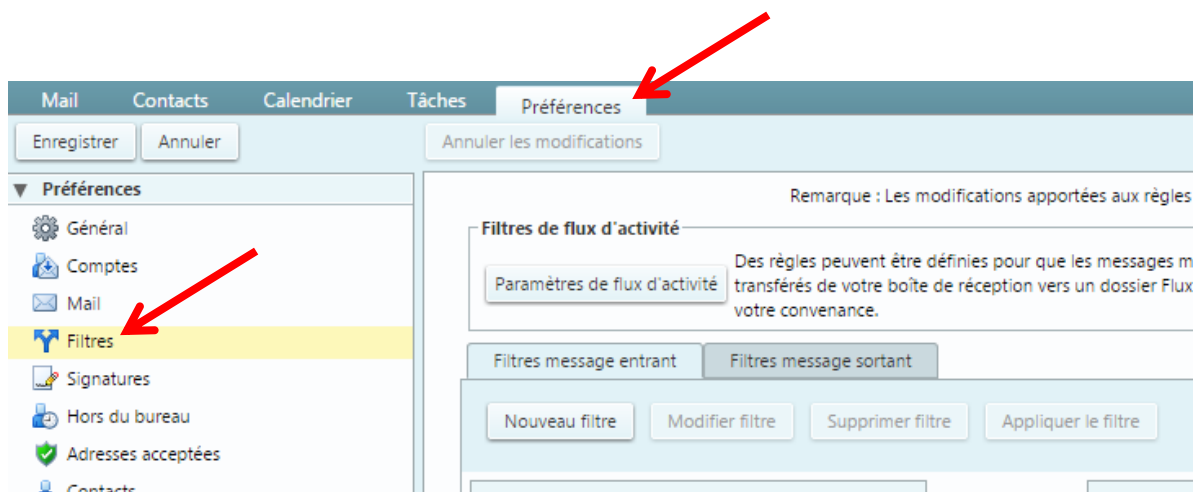 Mail Contacts Calendrier Tâches Préférences
Enregistrer Annuler Annuler les modifications
Préférences
Général
Comptes
Mail
Filtres
Signatures
Hors du bureau
Adresses acceptées
Contacts
Remarque : Les modifications apportées aux règles
Filtres de flux d'activité
Paramètres de flux d'activité
Des règles peuvent être définies pour que les messages m
transférés de votre boîte de réception vers un dossier Flux
votre convenance.
Filtres message entrant Filtres message sortant
Nouveau filtre Modifier filtre Supprimer filtre Appliquer le filtre